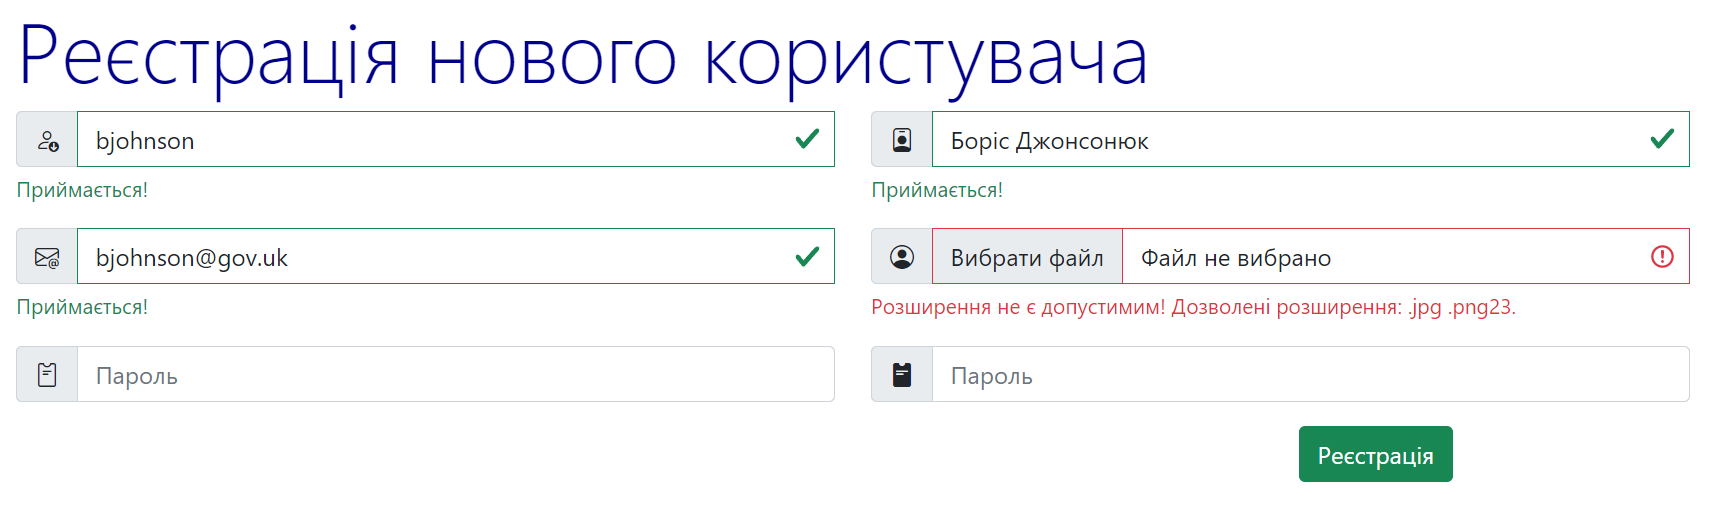 Реєстрація нового користувача
bjohnson
Боріс Джонсонюк
Приймається!
Приймається!
bjohnson@gov.uk
Вибрати файл Файл не вибрано
Приймається!
Розширення не є допустимим! Дозволені розширення: .jpg .png23.
Пароль
Пароль
Реєстрація